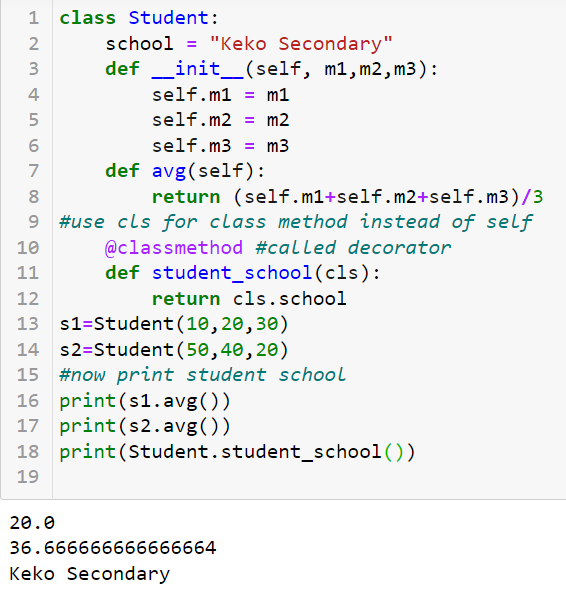 1 class Student:
2     school = "Keko Secondary"
3     def __init__(self, m1,m2,m3):
4         self.m1 = m1
5         self.m2 = m2
6         self.m3 = m3
7     def avg(self):
8         return (self.m1+self.m2+self.m3)/3
9 #use cls for class method instead of self
10     @classmethod #called decorator
11     def student_school(cls):
12         return cls.school
13 s1=Student(10,20,30)
14 s2=Student(50,40,20)
15 #now print student school
16 print(s1.avg())
17 print(s2.avg())
18 print(Student.student_school())
19
20.0
36.666666666666664
Keko Secondary